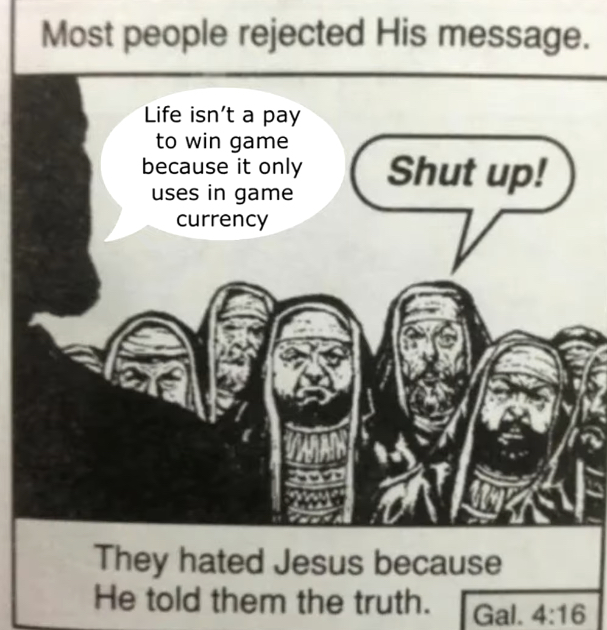 Most people rejected His message.
Life isn't a pay
to win game
because it only
uses in game
currency
Shut up!
They hated Jesus because
He told them the truth.
Gal. 4:16